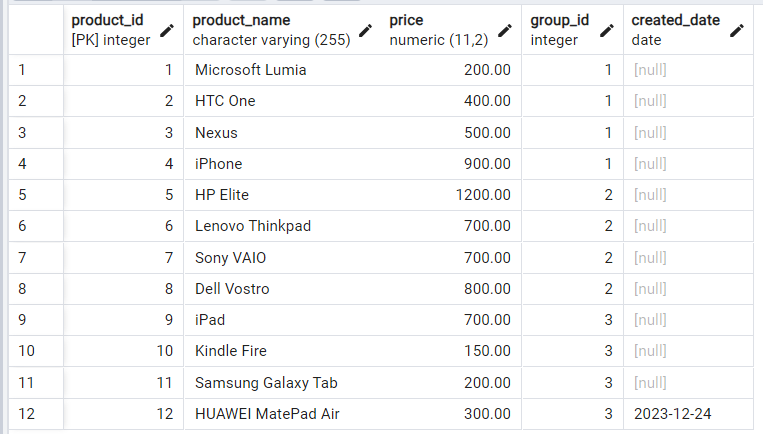 product_id product_name price group_id created_date
[PK] integer character varying (255) numeric (11,2) integer date
1 1 Microsoft Lumia 200.00 1 [null]
2 2 HTC One 400.00 1 [null]
3 3 Nexus 500.00 1 [null]
4 4 iPhone 900.00 1 [null]
5 5 HP Elite 1200.00 2 [null]
6 6 Lenovo Thinkpad 700.00 2 [null]
7 7 Sony VAIO 700.00 2 [null]
8 8 Dell Vostro 800.00 2 [null]
9 9 iPad 700.00 3 [null]
10 10 Kindle Fire 150.00 3 [null]
11 11 Samsung Galaxy Tab 200.00 3 [null]
12 12 HUAWEI MatePad Air 300.00 3 2023-12-24